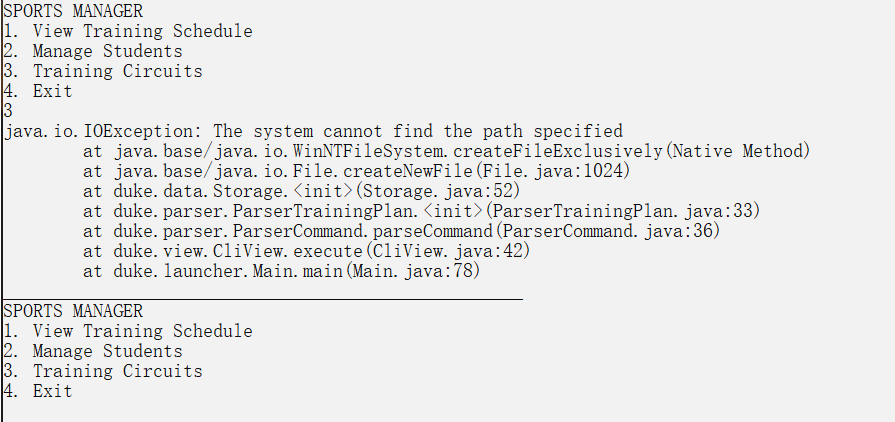 SPORTS MANAGER
1. View Training Schedule
2. Manage Students
3. Training Circuits
4. Exit
3
java.io.IOException: The system cannot find the path specified
        at java.base/java.io.WinNTFileSystem.createFileExclusively(Native Method)
        at java.base/java.io.File.createNewFile(File.java:1024)
        at duke.data.Storage.<init>(Storage.java:52)
        at duke.parser.ParserTrainingPlan.<init>(ParserTrainingPlan.java:33)
        at duke.parser.ParserCommand.parseCommand(ParserCommand.java:36)
        at duke.view.CliView.execute(CliView.java:42)
        at duke.launcher.Main.main(Main.java:78)
____________________________________________________
SPORTS MANAGER
1. View Training Schedule
2. Manage Students
3. Training Circuits
4. Exit